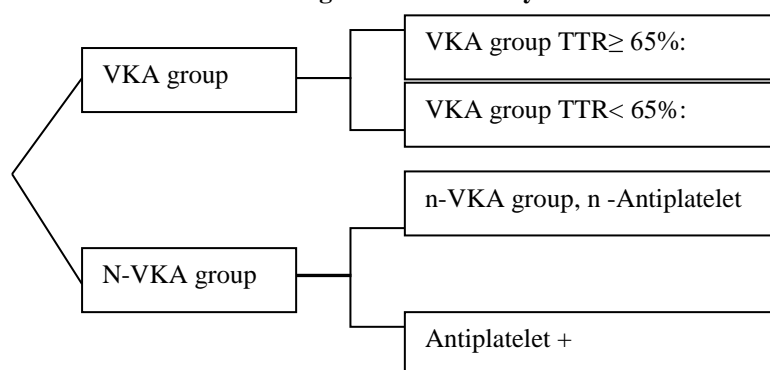 VKA group TTR≥ 65%:
VKA group
VKA group TTR< 65%:
n-VKA group, n -Antiplatelet
N-VKA group
Antiplatelet +